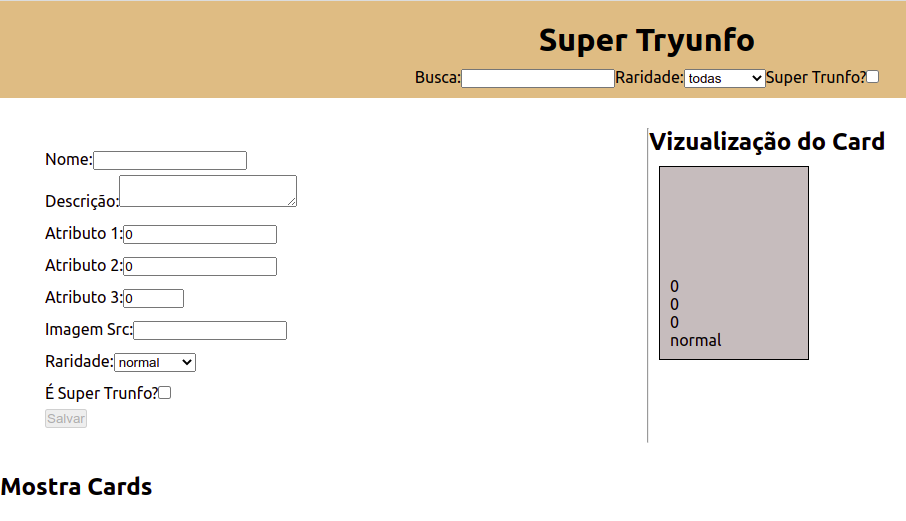 Super Tryunfo
Busca: Raridade: todas Super Trunfo?
Nome:
Descrição:
Atributo 1: 0
Atributo 2: 0
Atributo 3: 0
Imagem Src:
Raridade: normal
É Super Trunfo?
Salvar
Vizualização do Card
0
0
0
normal
Mostra Cards